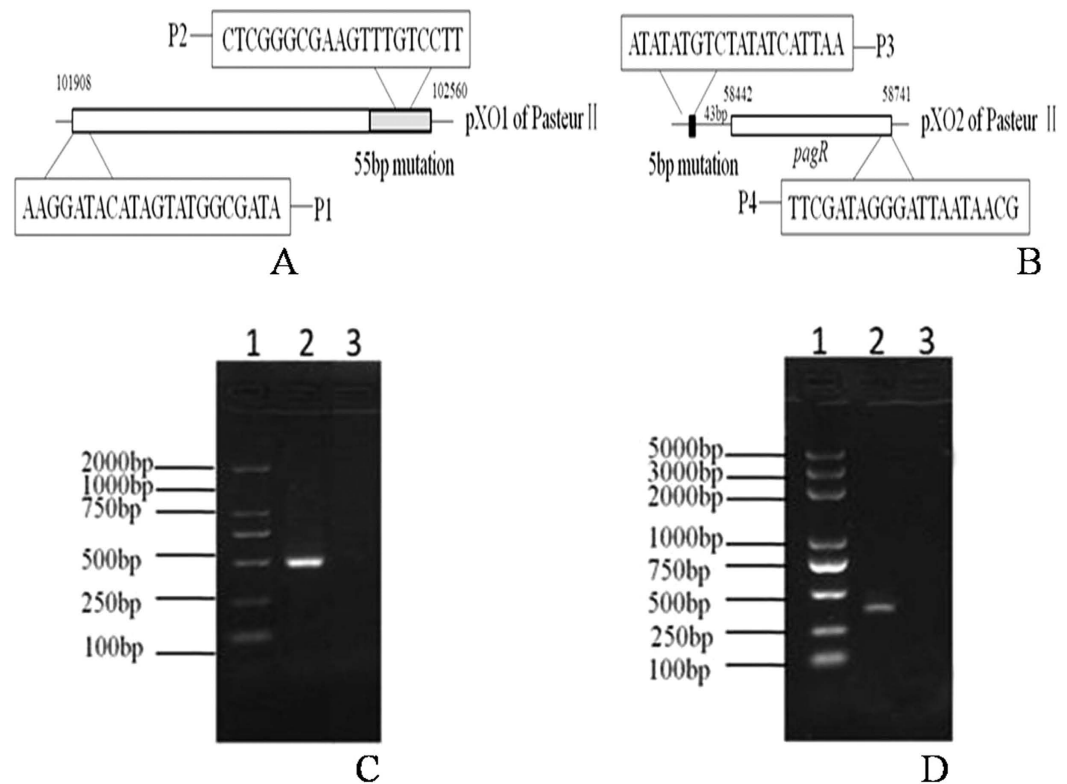 P2
CTCGGGCGAAGTTTGTCCTT
101908
102560
pXO1 of Pasteur Ⅱ
55bp mutation
AAGGATACATAGTATGGCGATA
P1
A
ATATATGTCTATATCATTAA
P3
58442
58741
43bp
pXO2 of Pasteur Ⅱ
5bp mutation
pagR
P4
TTCGATAGGGATTAATAACG
B
1 2 3
2000bp
1000bp
750bp
500bp
250bp
100bp
C
1 2 3
5000bp
3000bp
2000bp
1000bp
750bp
500bp
250bp
100bp
D